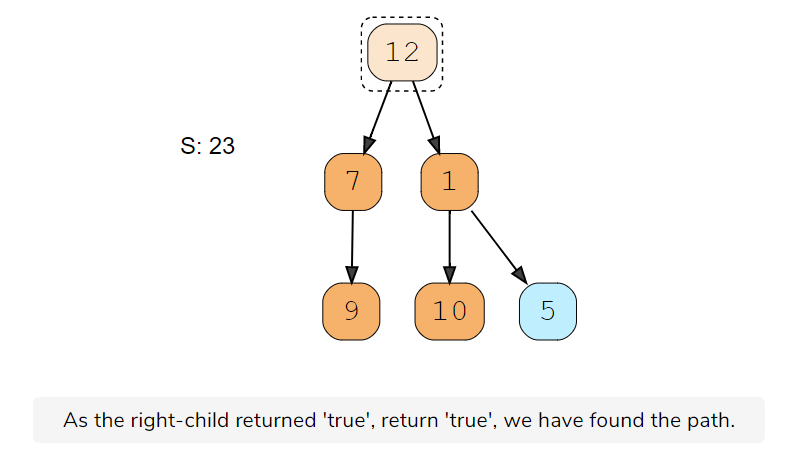 12
S: 23
7 1
9 10 5
As the right-child returned 'true', return 'true', we have found the path.